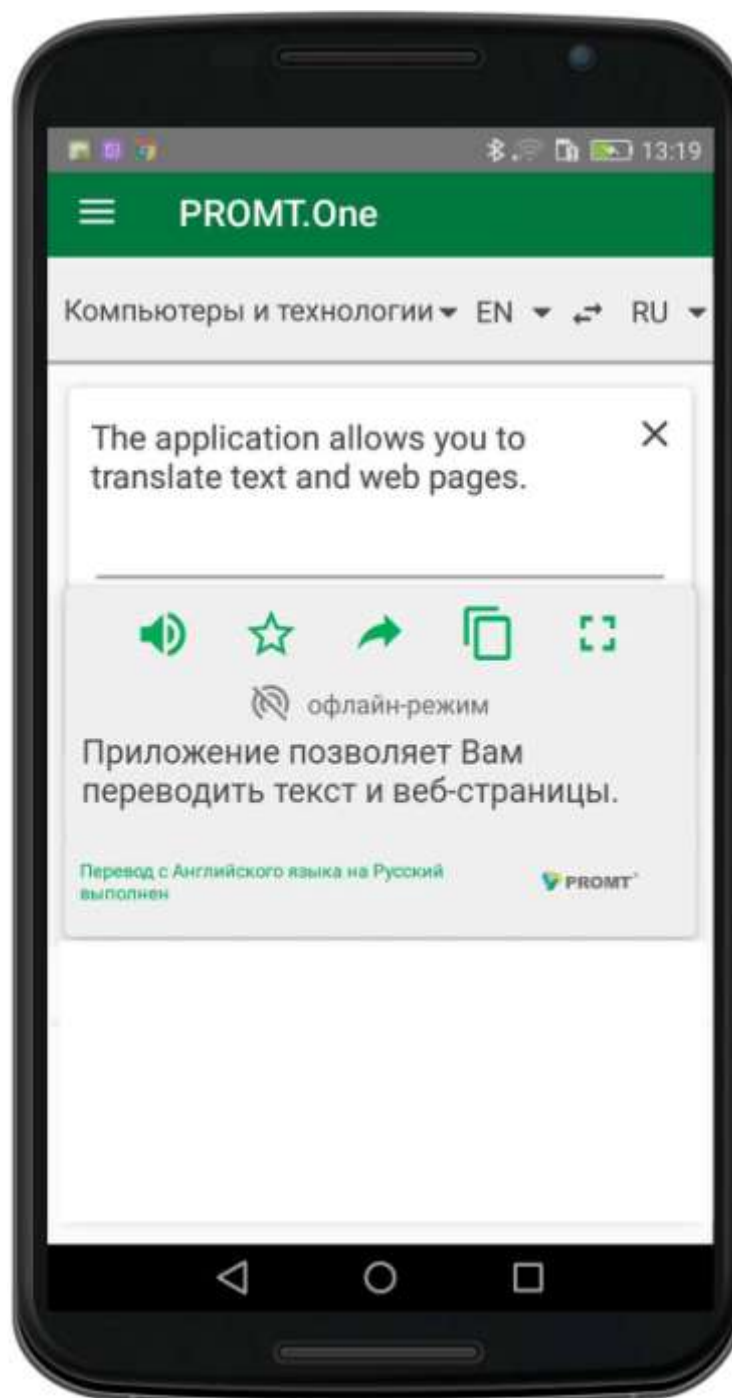 13:19
PROMT.One
Компьютеры и технологии EN RU
The application allows you to
translate text and web pages.
офлайн-режим
Приложение позволяет Вам
переводить текст и веб-страницы.
Перевод с Английского языка на Русский
выполнен
PROMT